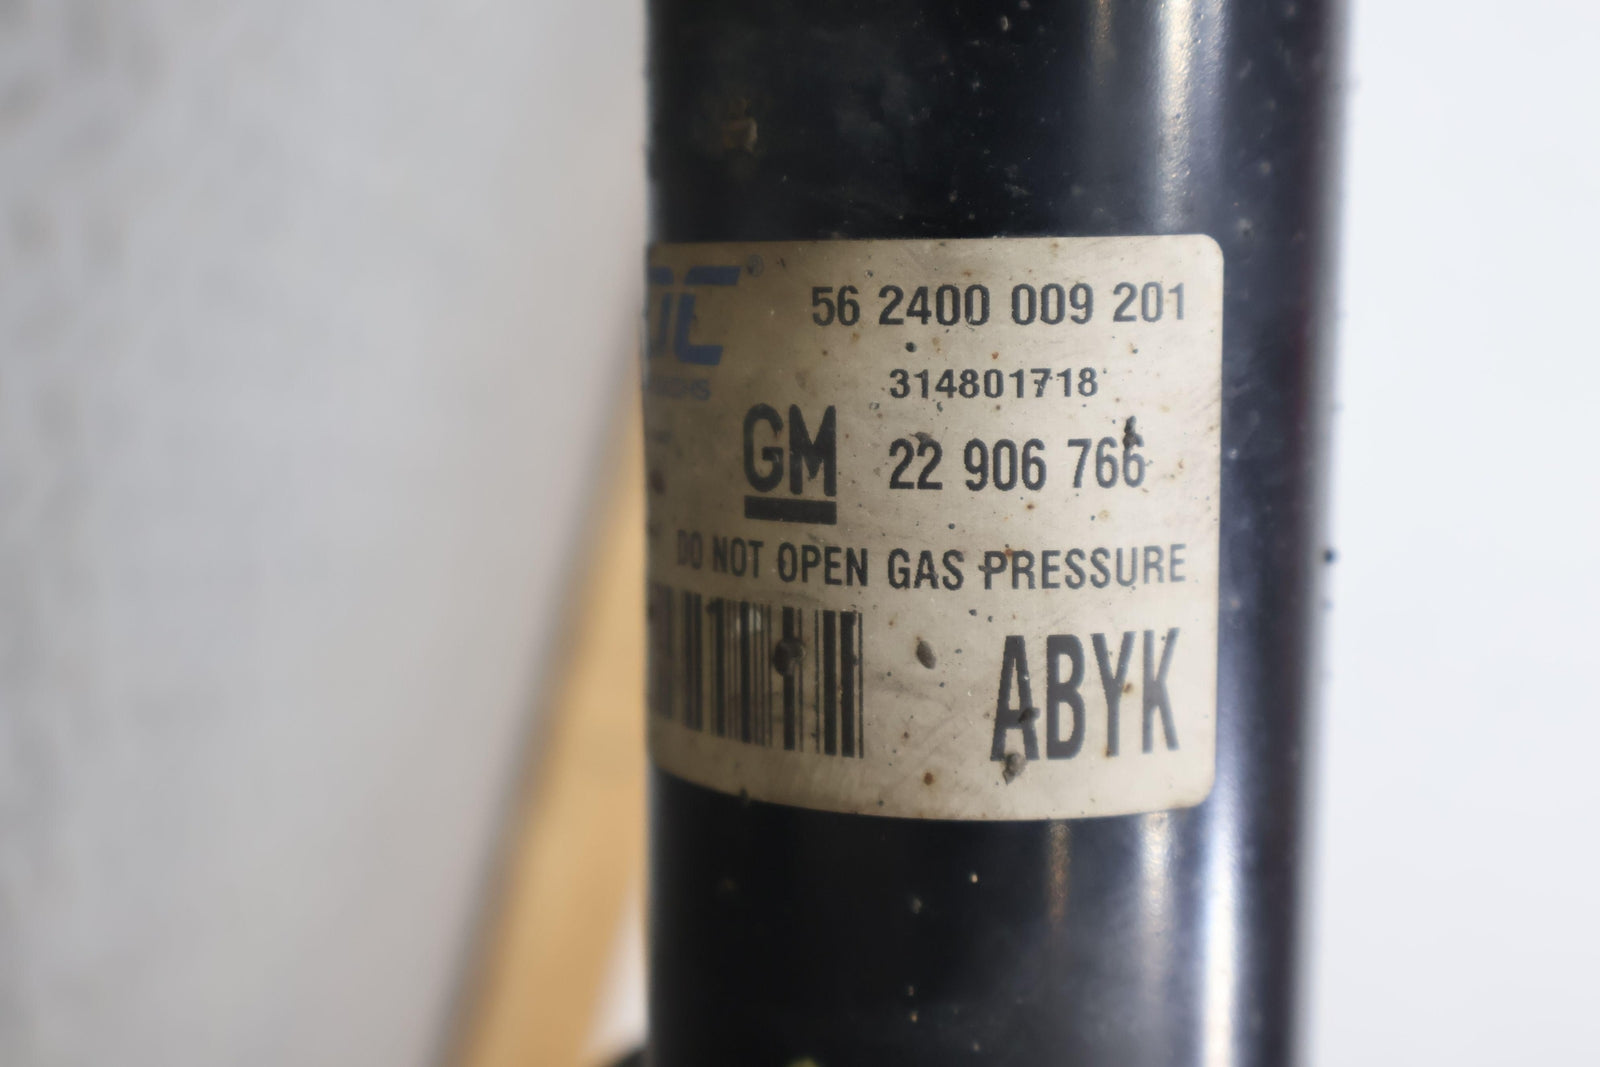 56 2400 009 201
314801718
GM 22 906 766
DO NOT OPEN GAS PRESSURE
ABYK